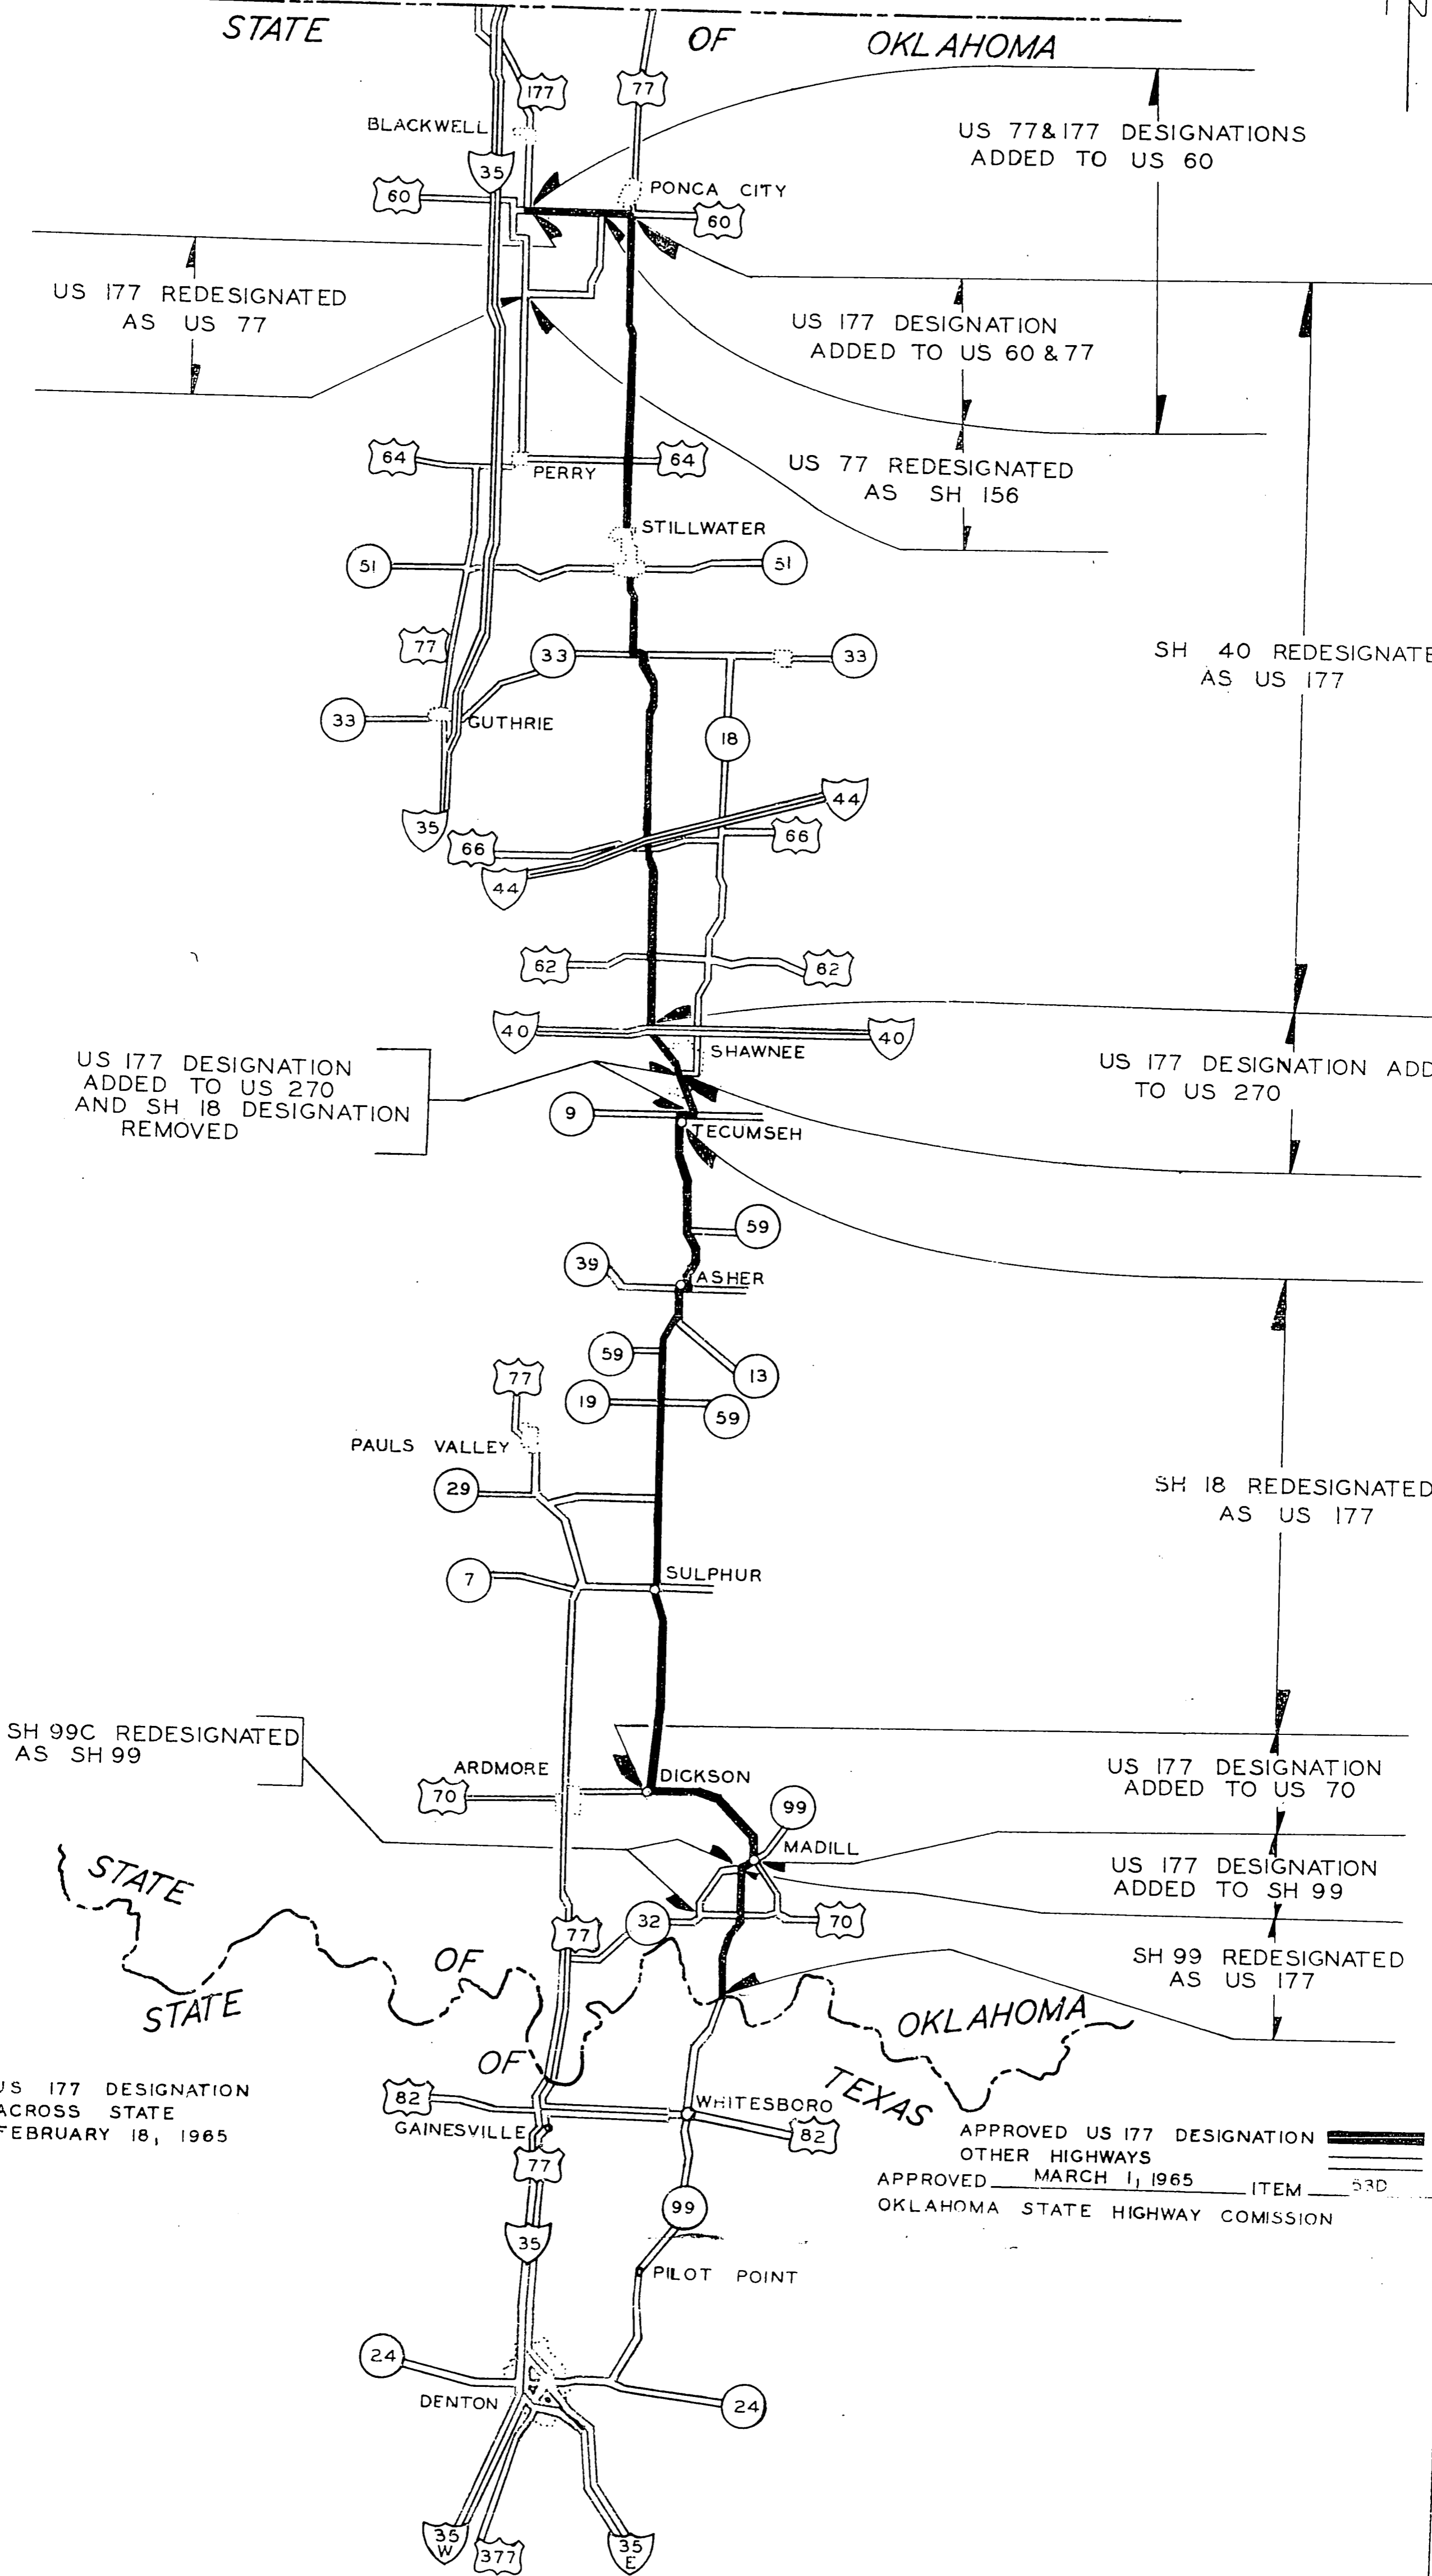 N
STATE OF OKLAHOMA
177
77
BLACKWELL
35
US 77&177 DESIGNATIONS
ADDED TO US 60
60
PONCA CITY
60
US 177 REDESIGNATED
AS US 77
US 177 DESIGNATION
ADDED TO US 60 & 77
64
PERRY
64
US 77 REDESIGNATED
AS SH 156
STILLWATER
51
51
77
33
33
SH 40 REDESIGNATE
AS US 177
33
GUTHRIE
18
35
44
66
66
44
62
62
40
40
SHAWNEE
US 177 DESIGNATION
ADDED TO US 270
AND SH 18 DESIGNATION
REMOVED
US 177 DESIGNATION ADD
TO US 270
9
TECUMSEH
59
39
ASHER
59
13
77
19
59
PAULS VALLEY
29
SH 18 REDESIGNATED
AS US 177
7
SULPHUR
SH 99C REDESIGNATED
AS SH 99
ARDMORE
70
DICKSON
US 177 DESIGNATION
ADDED TO US 70
99
MADILL
US 177 DESIGNATION
ADDED TO SH 99
32
77
70
SH 99 REDESIGNATED
AS US 177
STATE OF OKLAHOMA
STATE OF TEXAS
US 177 DESIGNATION
ACROSS STATE
FEBRUARY 18, 1965
82
GAINESVILLE
WHITESBORO
82
77
APPROVED US 177 DESIGNATION
OTHER HIGHWAYS
APPROVED MARCH 1, 1965 ITEM 53D
OKLAHOMA STATE HIGHWAY COMISSION
99
35
PILOT POINT
24
DENTON
24
35
W
377
35
E